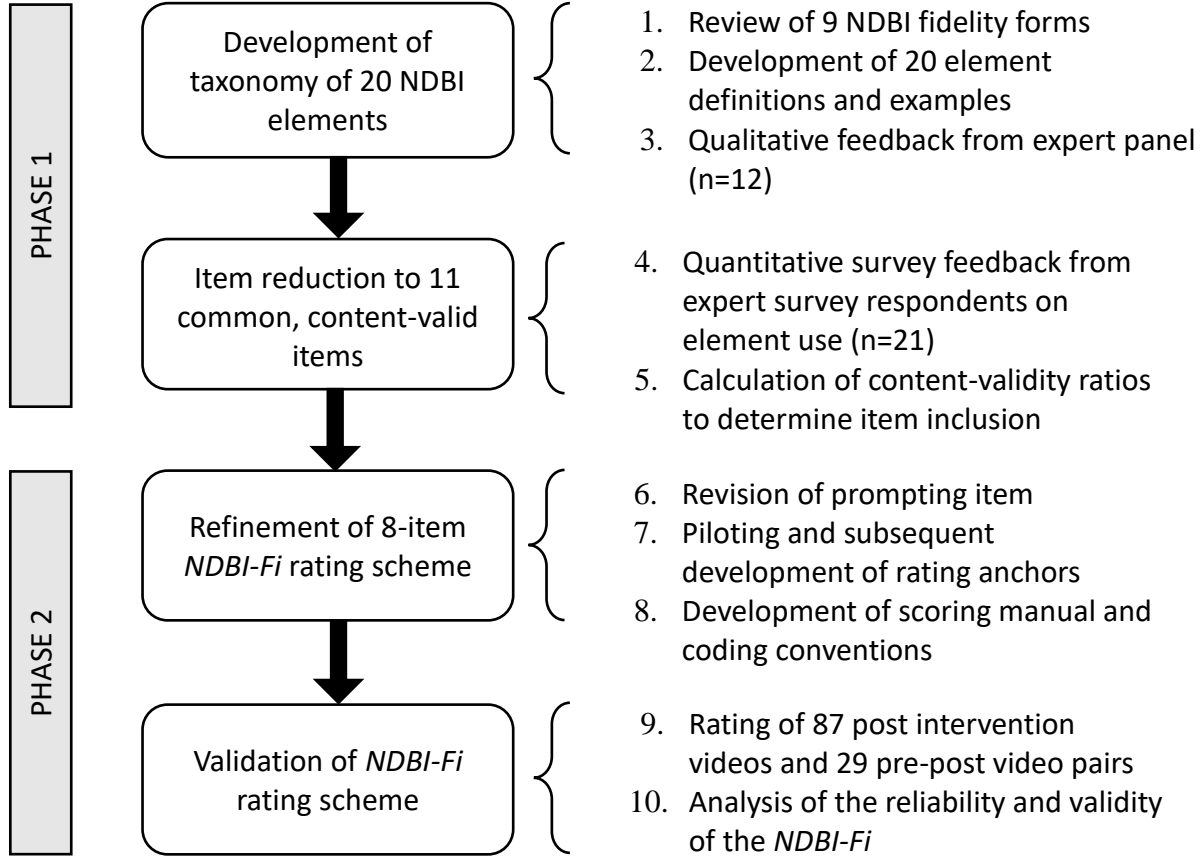 PHASE 1
Development of
taxonomy of 20 NDBI
elements
1. Review of 9 NDBI fidelity forms
2. Development of 20 element
definitions and examples
3. Qualitative feedback from expert panel
(n=12)
Item reduction to 11
common, content-valid
items
4. Quantitative survey feedback from
expert survey respondents on
element use (n=21)
5. Calculation of content-validity ratios
to determine item inclusion
PHASE 2
Refinement of 8-item
NDBI-Fi rating scheme
6. Revision of prompting item
7. Piloting and subsequent
development of rating anchors
8. Development of scoring manual and
coding conventions
Validation of NDBI-Fi
rating scheme
9. Rating of 87 post intervention
videos and 29 pre-post video pairs
10. Analysis of the reliability and validity
of the NDBI-Fi